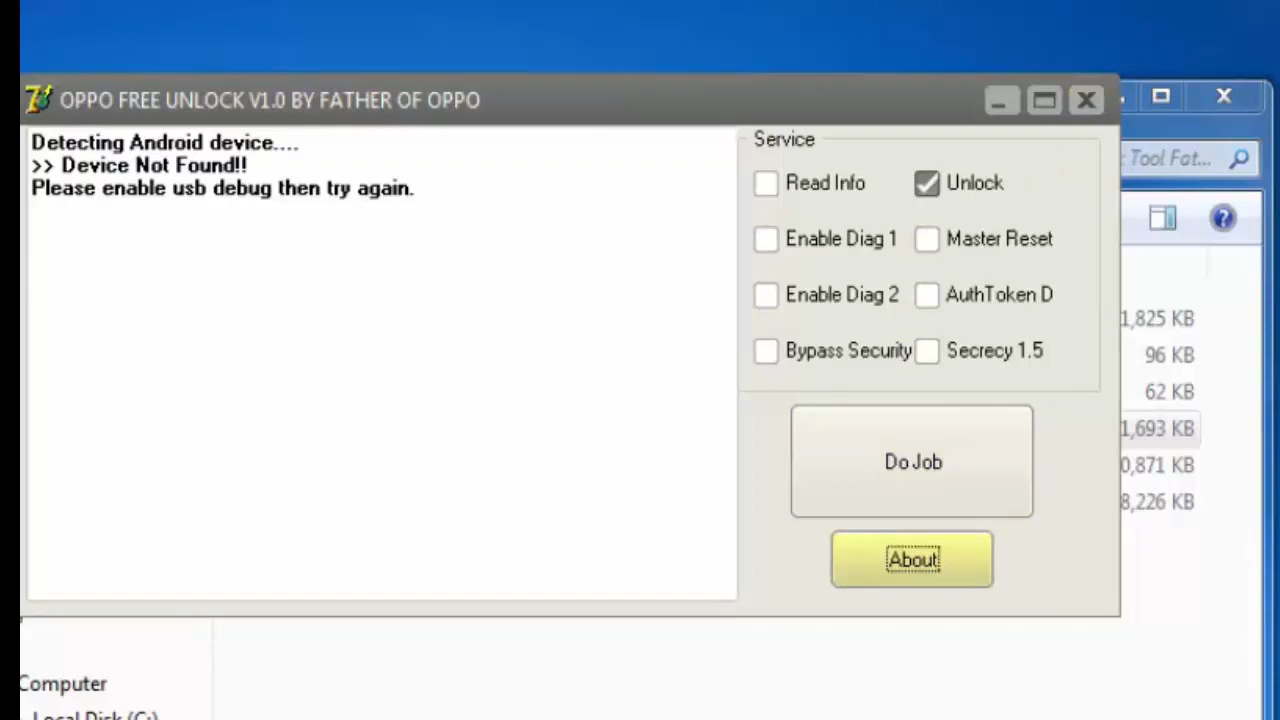 OPPO FREE UNLOCK V1.0 BY FATHER OF OPPO
Detecting Android device....
>> Device Not Found!!
Please enable usb debug then try again.
Service
Read Info
Unlock
Enable Diag 1
Master Reset
Enable Diag 2
AuthToken D
Bypass Security
Secrecy 1.5
Do Job
About
Tool Fat...
1,825 KB
96 KB
62 KB
1,693 KB
0,871 KB
8,226 KB
Computer
Local Disk (C:)